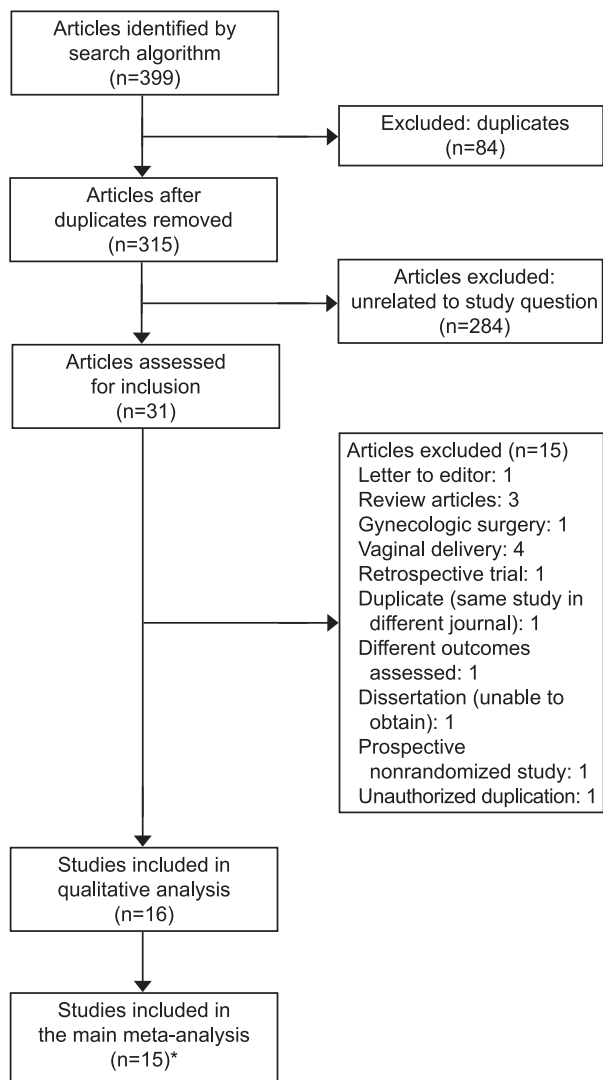 Articles identified by
search algorithm
(n=399)
Excluded: duplicates
(n=84)
Articles after
duplicates removed
(n=315)
Articles excluded:
unrelated to study question
(n=284)
Articles assessed
for inclusion
(n=31)
Articles excluded (n=15)
Letter to editor: 1
Review articles: 3
Gynecologic surgery: 1
Vaginal delivery: 4
Retrospective trial: 1
Duplicate (same study in
different journal): 1
Different outcomes
assessed: 1
Dissertation (unable to
obtain): 1
Prospective
nonrandomized study: 1
Unauthorized duplication: 1
Studies included in
qualitative analysis
(n=16)
Studies included in
the main meta-analysis
(n=15)*